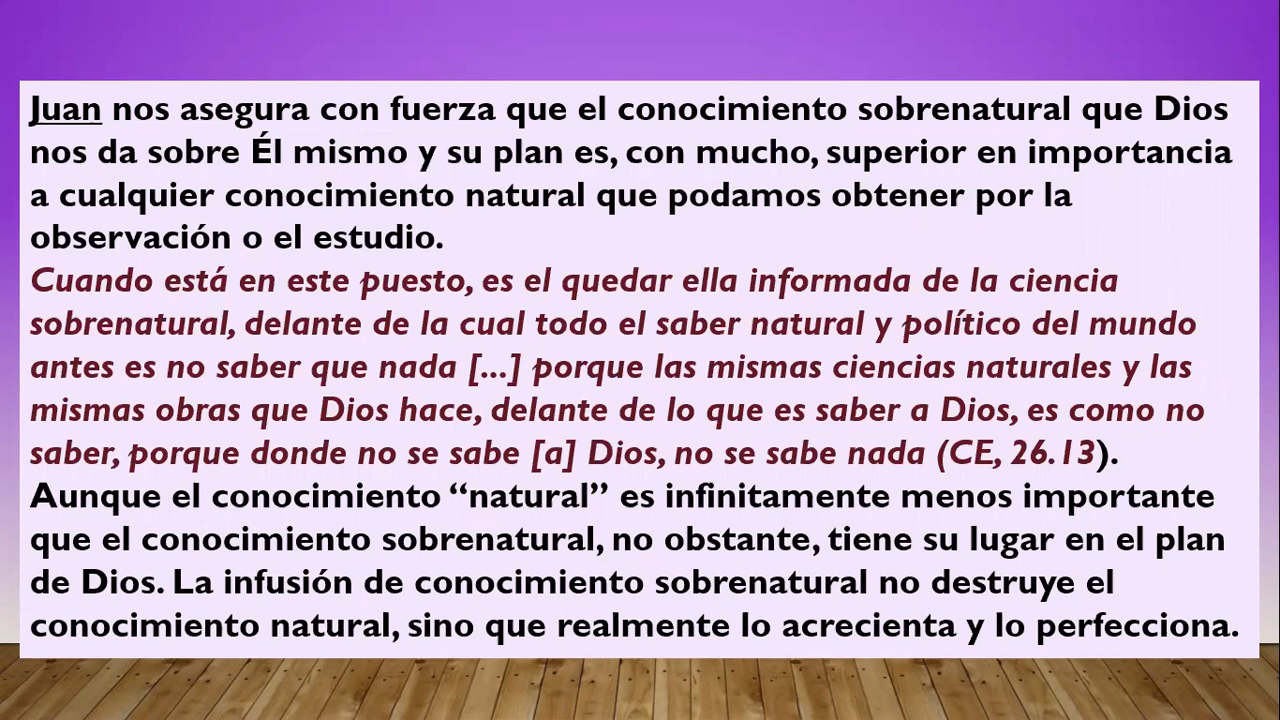 Juan nos asegura con fuerza que el conocimiento sobrenatural que Dios
nos da sobre Él mismo y su plan es, con mucho, superior en importancia
a cualquier conocimiento natural que podamos obtener por la
observación o el estudio.
Cuando está en este puesto, es el quedar ella informada de la ciencia
sobrenatural, delante de la cual todo el saber natural y político del mundo
antes es no saber que nada [...] porque las mismas ciencias naturales y las
mismas obras que Dios hace, delante de lo que es saber a Dios, es como no
saber, porque donde no se sabe [a] Dios, no se sabe nada (CE, 26.13).
Aunque el conocimiento “natural” es infinitamente menos importante
que el conocimiento sobrenatural, no obstante, tiene su lugar en el plan
de Dios. La infusión de conocimiento sobrenatural no destruye el
conocimiento natural, sino que realmente lo acrecienta y lo perfecciona.